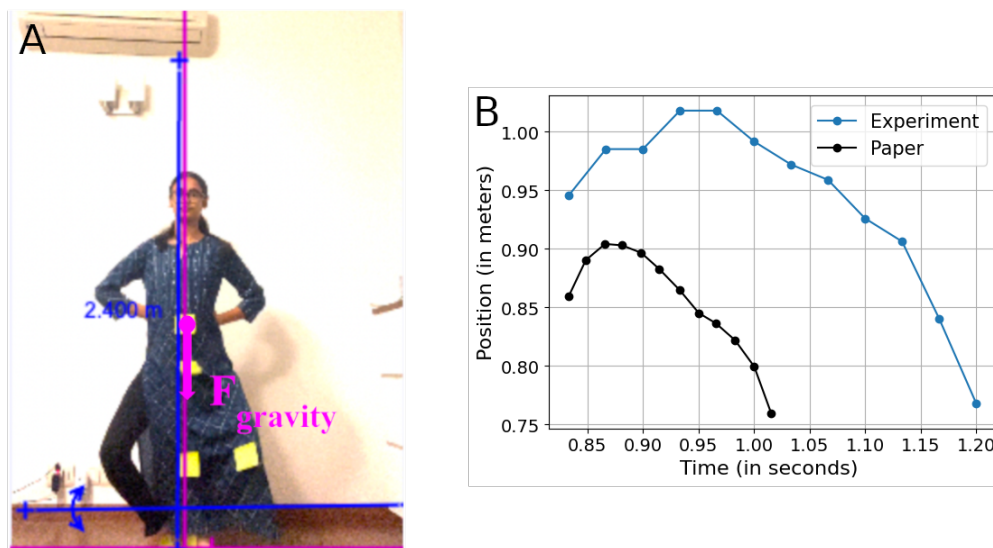 A
2.400 m
F
gravity
B
Experiment
Paper
Position (in meters)
1.00
0.95
0.90
0.85
0.80
0.75
0.85 0.90 0.95 1.00 1.05 1.10 1.15 1.20
Time (in seconds)